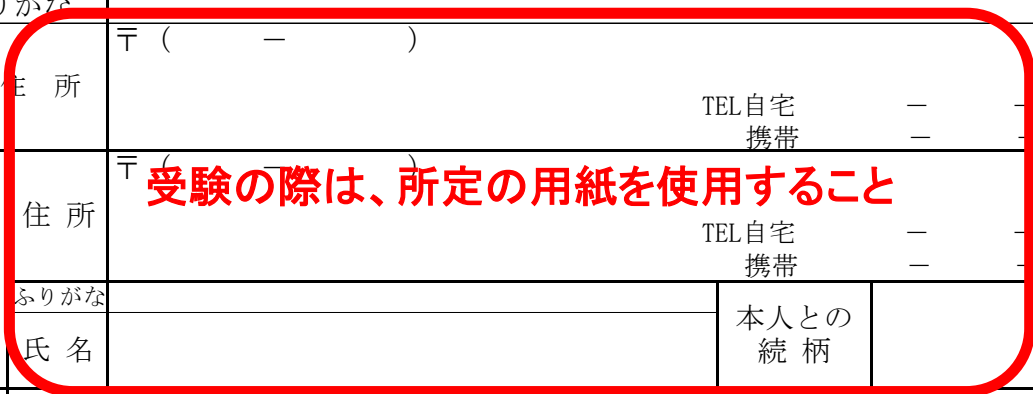 りがな
〒（　　－　　　）
住　所
TEL自宅　　－　　－
携帯　　－　　－
〒（　　－　　　）
受験の際は、所定の用紙を使用すること
住 所
TEL自宅　　－　　－
携帯　　－　　－
ふりがな
氏 名
本人との
続 柄